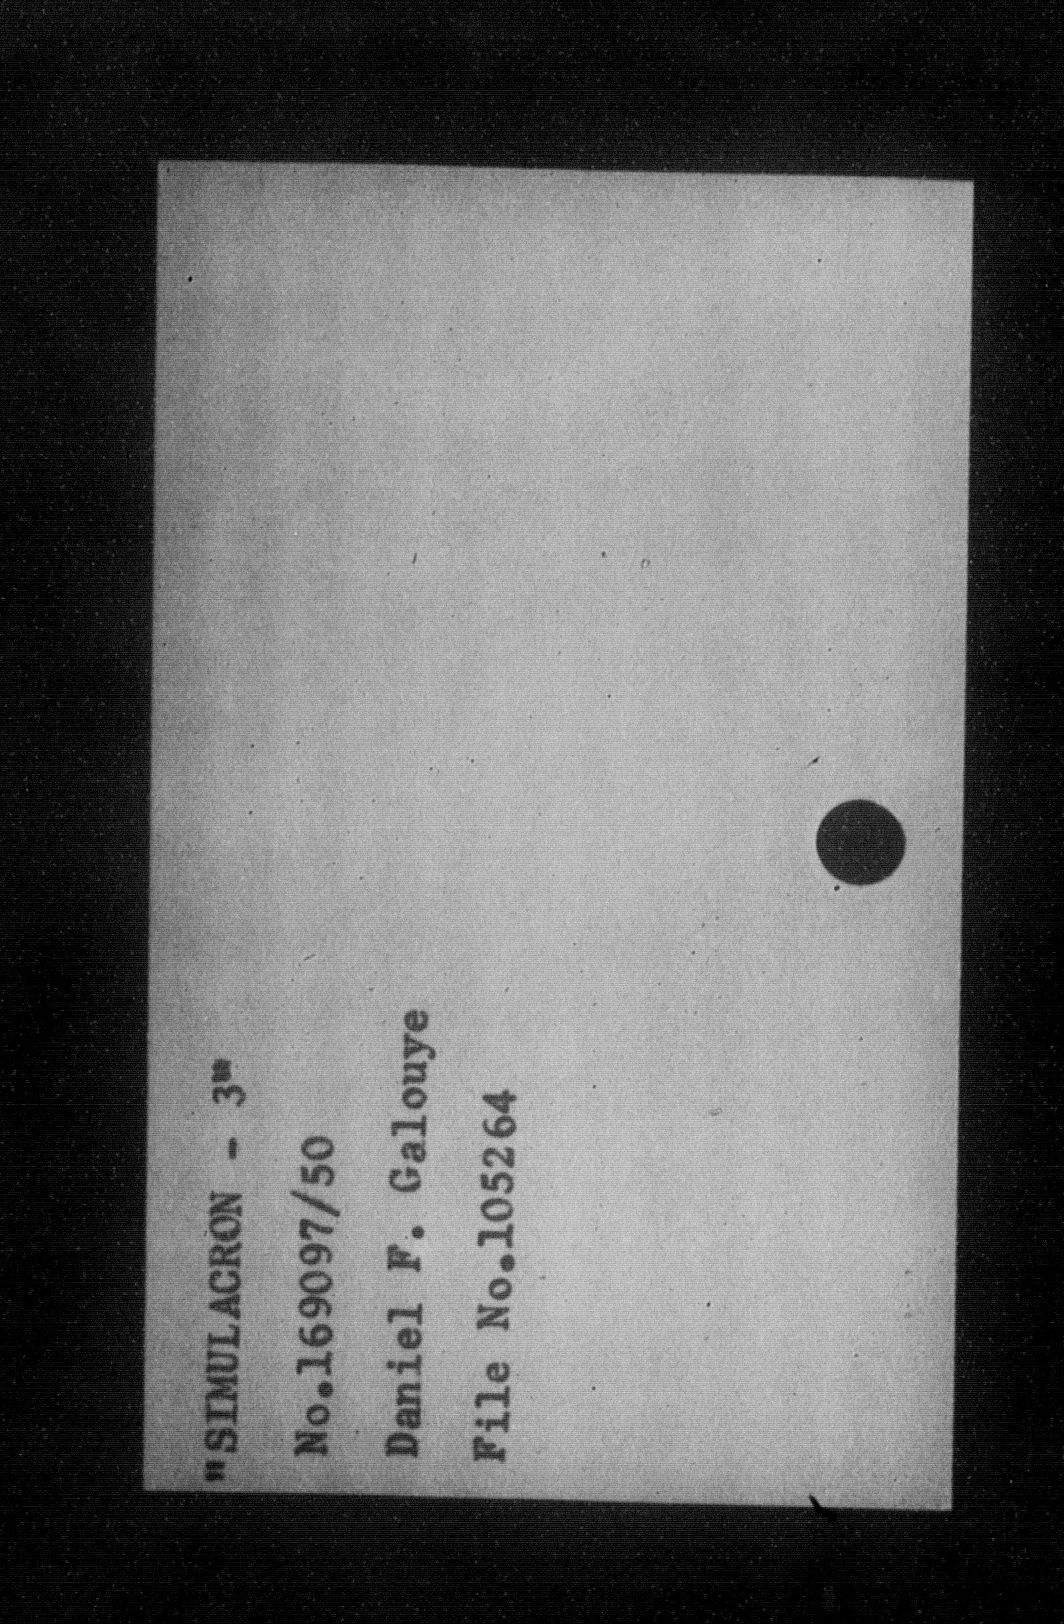 "SIMULACRON - 3"
No.169097/50
Daniel F. Galouye
File No.105264